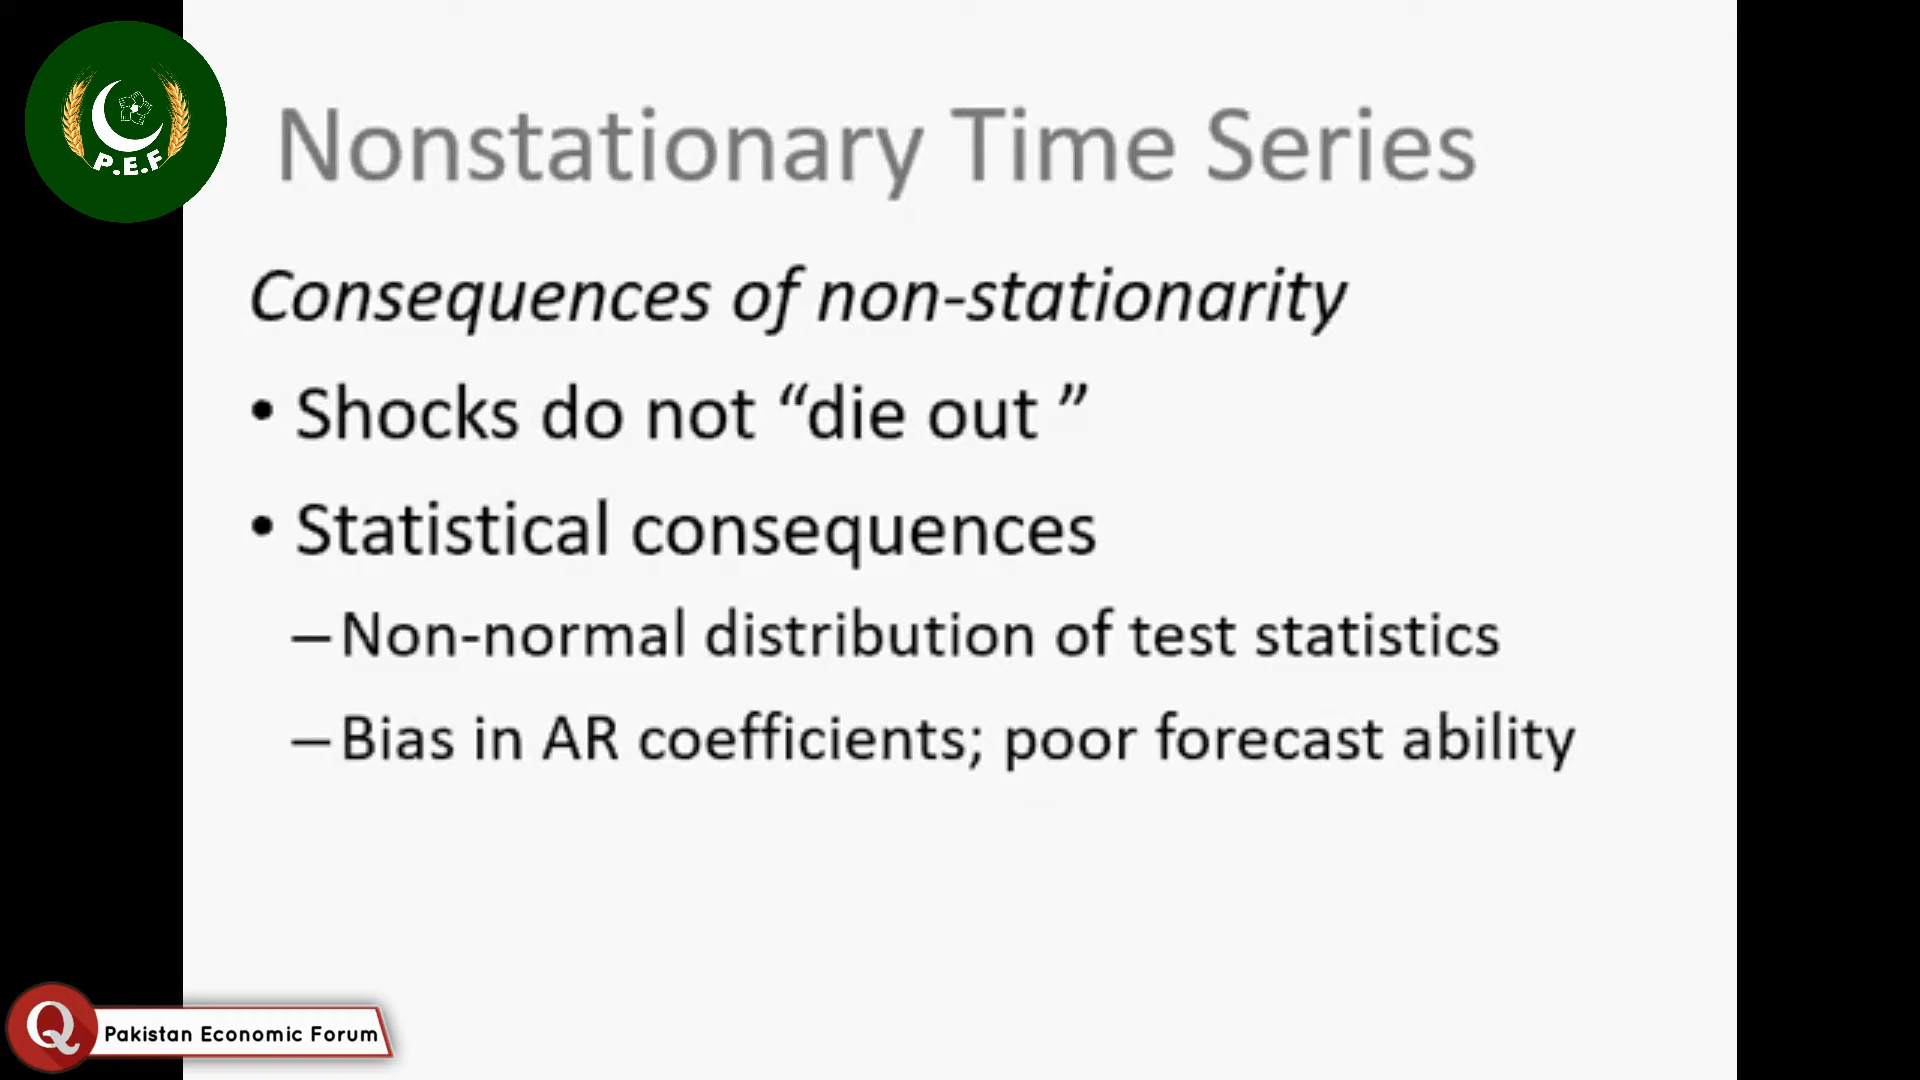 P.E.F
Nonstationary Time Series
Consequences of non-stationarity
• Shocks do not “die out ”
• Statistical consequences
– Non-normal distribution of test statistics
– Bias in AR coefficients; poor forecast ability
Q Pakistan Economic Forum